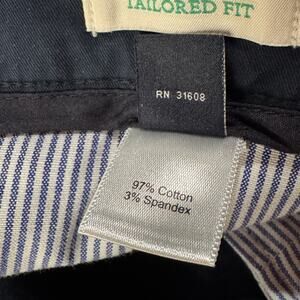 TAILORED FIT
RN 31608
97% Cotton
3% Spandex